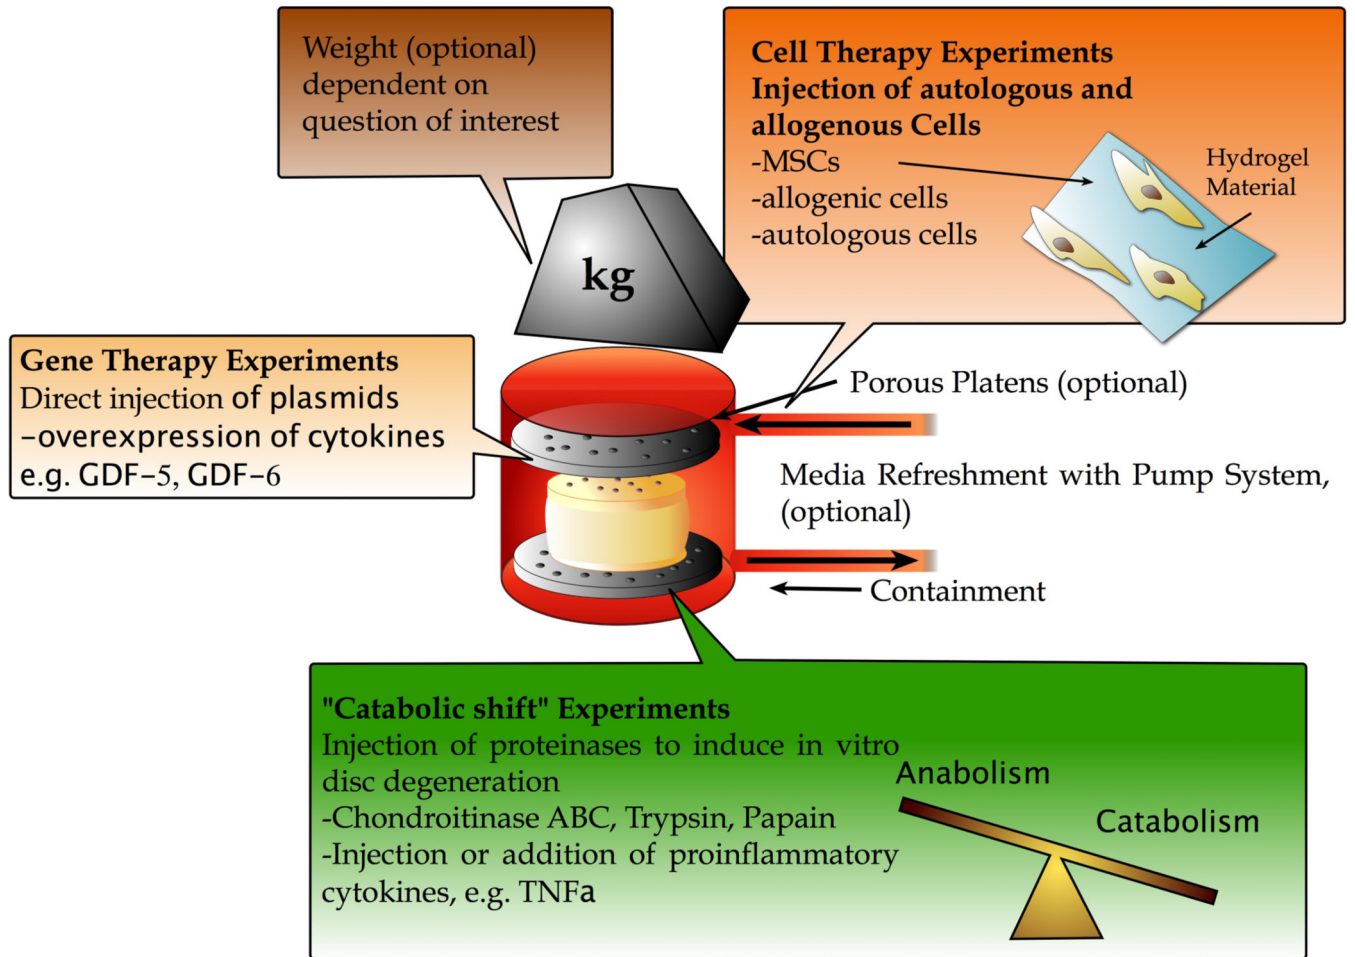 Weight (optional)
dependent on
question of interest
Cell Therapy Experiments
Injection of autologous and
allogenous Cells
-MSCs
-allogenic cells
-autologous cells
Hydrogel
Material
kg
Gene Therapy Experiments
Direct injection of plasmids
-overexpression of cytokines
e.g. GDF-5, GDF-6
Porous Platens (optional)
Media Refreshment with Pump System,
(optional)
Containment
"Catabolic shift" Experiments
Injection of proteinases to induce in vitro
disc degeneration
-Chondroitinase ABC, Trypsin, Papain
-Injection or addition of proinflammatory
cytokines, e.g. TNFa
Anabolism
Catabolism